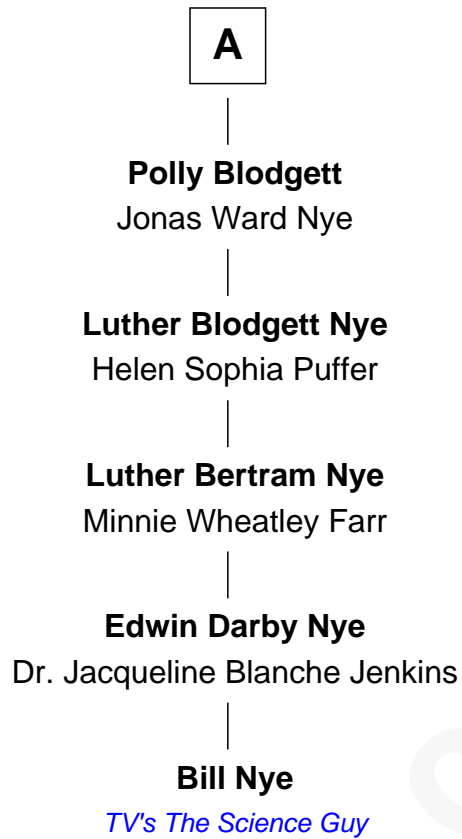 A
Polly Blodgett
Jonas Ward Nye
Luther Blodgett Nye
Helen Sophia Puffer
Luther Bertram Nye
Minnie Wheatley Farr
Edwin Darby Nye
Dr. Jacqueline Blanche Jenkins
Bill Nye
TV's The Science Guy